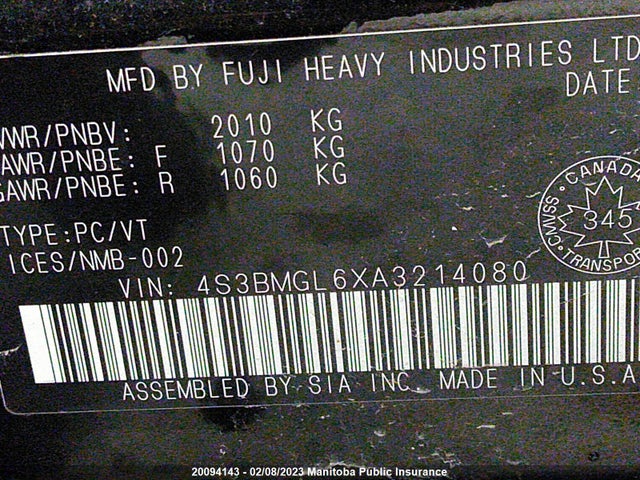 MFD BY FUJI HEAVY INDUSTRIES LTD
DATE
VWR/PNBV: 2010 KG
AWR/PNBE: F 1070 KG
GAWR/PNBE: R 1060 KG
TYPE:PC/VT
ICES/NMB-002
CANADA
345
CMVSS
TRANSPORT
VIN: 4S3BMGL6XA3214080
ASSEMBLED BY SIA INC. MADE IN U.S.A
20094143 - 02/08/2023 Manitoba Public Insurance